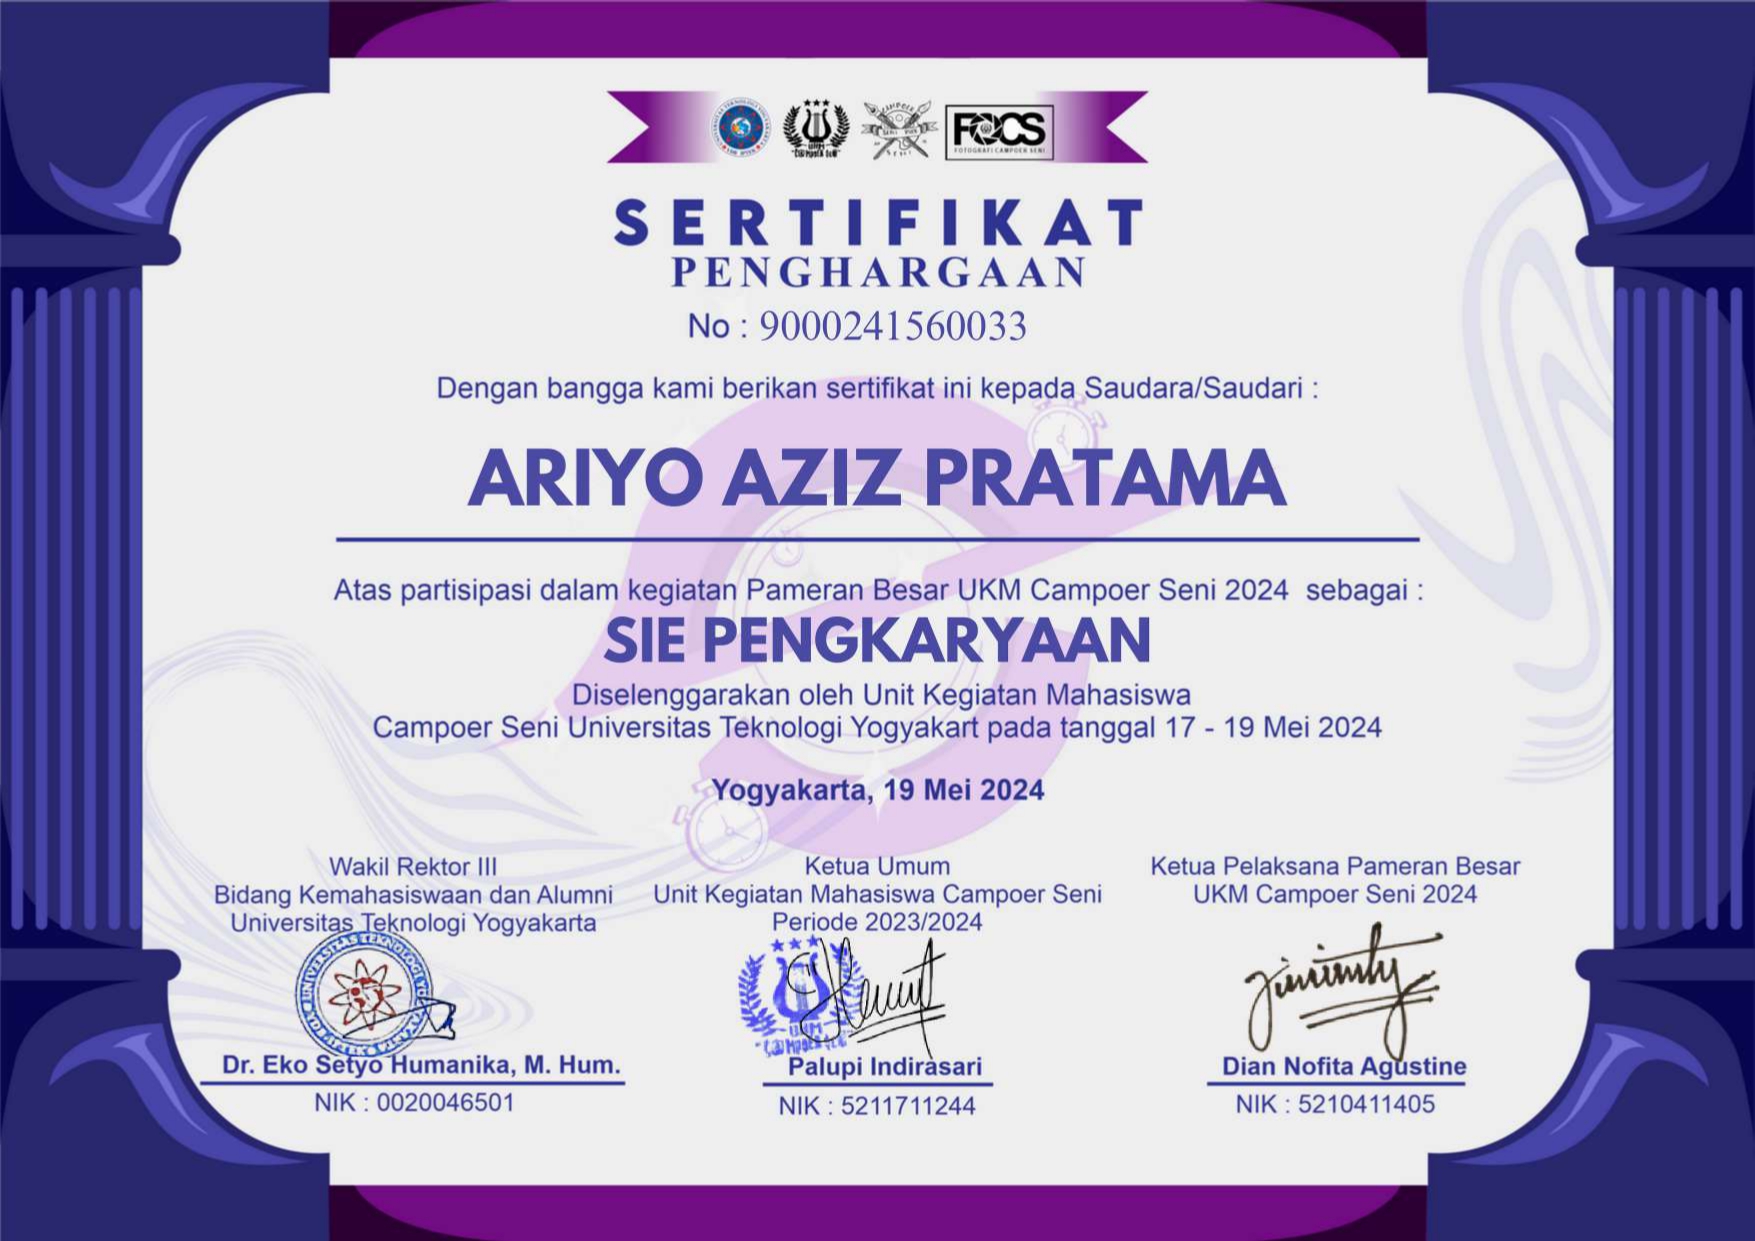 FOCS
FOTOGRAFI CAMPOER SENI
SERTIFIKAT
PENGHARGAAN
No : 9000241560033
Dengan bangga kami berikan sertifikat ini kepada Saudara/Saudari :
ARIYO AZIZ PRATAMA
Atas partisipasi dalam kegiatan Pameran Besar UKM Campoer Seni 2024 sebagai :
SIE PENGKARYAAN
Diselenggarakan oleh Unit Kegiatan Mahasiswa
Campoer Seni Universitas Teknologi Yogyakart pada tanggal 17 - 19 Mei 2024
Yogyakarta, 19 Mei 2024
Wakil Rektor III
Bidang Kemahasiswaan dan Alumni
Universitas Teknologi Yogyakarta
Dr. Eko Setyo Humanika, M. Hum.
NIK : 0020046501
Ketua Umum
Unit Kegiatan Mahasiswa Campoer Seni
Periode 2023/2024
Palupi Indirasari
NIK : 5211711244
Ketua Pelaksana Pameran Besar
UKM Campoer Seni 2024
Dian Nofita Agustine
NIK : 5210411405